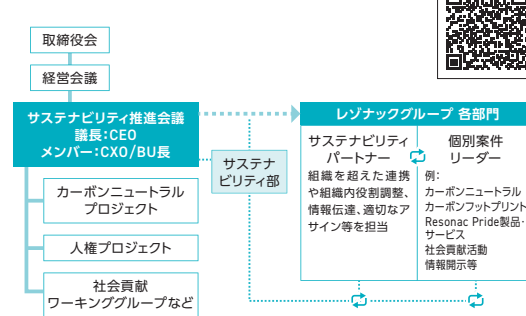 取締役会
経営会議
サステナビリティ推進会議
議長：CEO
メンバー：CXO/BU長
カーボンニュートラル
プロジェクト
人権プロジェクト
社会貢献
ワーキンググループなど
サステナ
ビリティ部
レゾナックグループ 各部門
サステナビリティ
パートナー
組織を超えた連携
や組織内役割調整、
情報伝達、適切なア
サイン等を担当
個別案件
リーダー
例：
カーボンニュートラル
カーボンフットプリント
Resonac Pride製品・
サービス
社会貢献活動
情報開示等